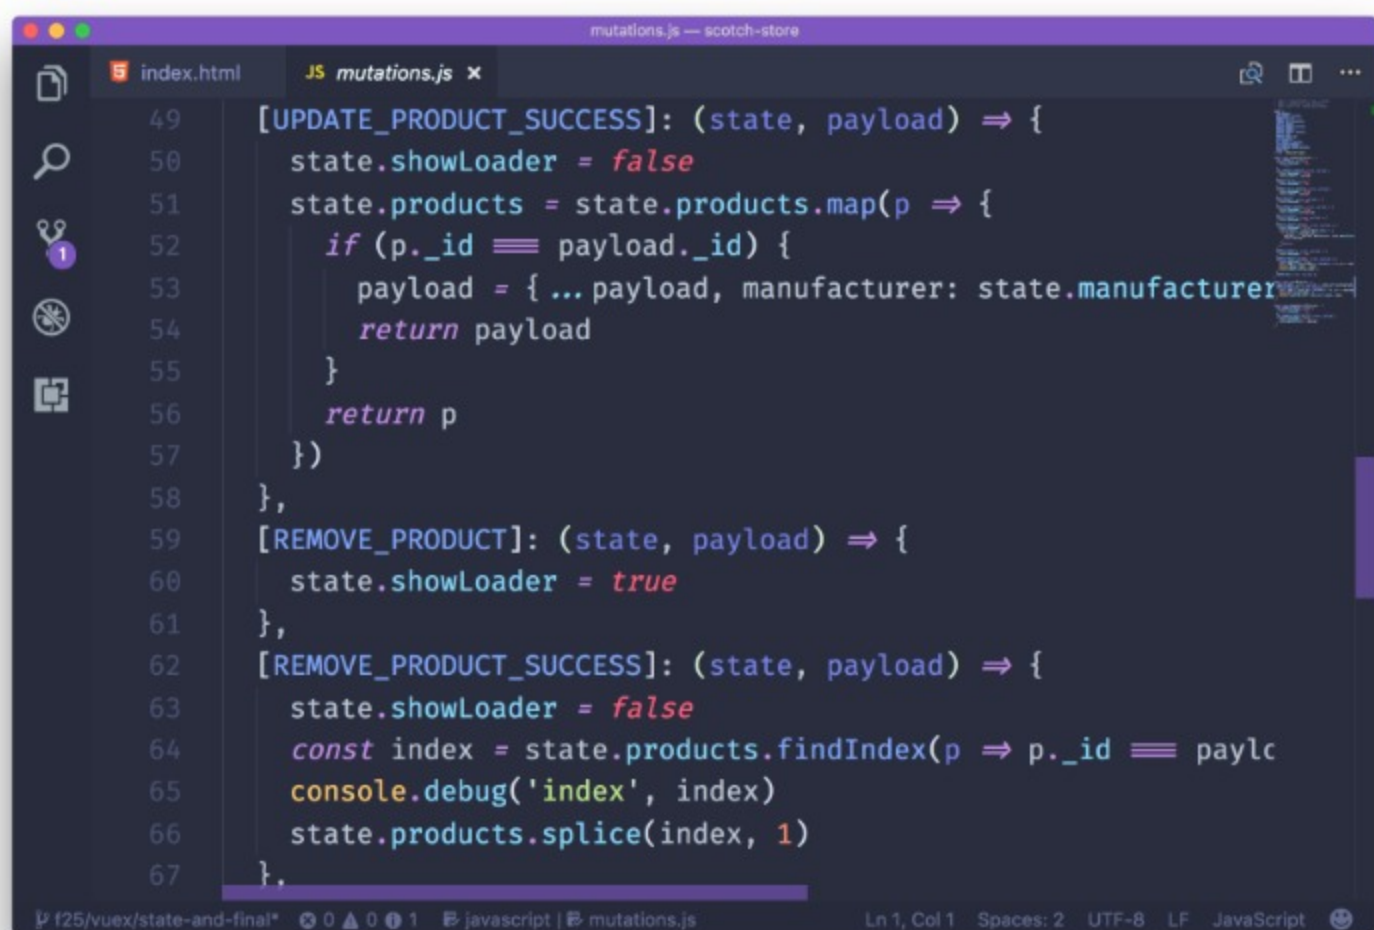 mutations.js — scotch-store
index.html
JS mutations.js ×
49 [UPDATE_PRODUCT_SUCCESS]: (state, payload) => {
50 state.showLoader = false
51 state.products = state.products.map(p => {
52 if (p._id === payload._id) {
53 payload = { ...payload, manufacturer: state.manufacturer
54 return payload
55 }
56 return p
57 })
58 },
59 [REMOVE_PRODUCT]: (state, payload) => {
60 state.showLoader = true
61 },
62 [REMOVE_PRODUCT_SUCCESS]: (state, payload) => {
63 state.showLoader = false
64 const index = state.products.findIndex(p => p._id === paylc
65 console.debug('index', index)
66 state.products.splice(index, 1)
67 },
1
f25/vuex/state-and-final* 0 0 1 javascript | mutations.js Ln 1, Col 1 Spaces: 2 UTF-8 LF JavaScript